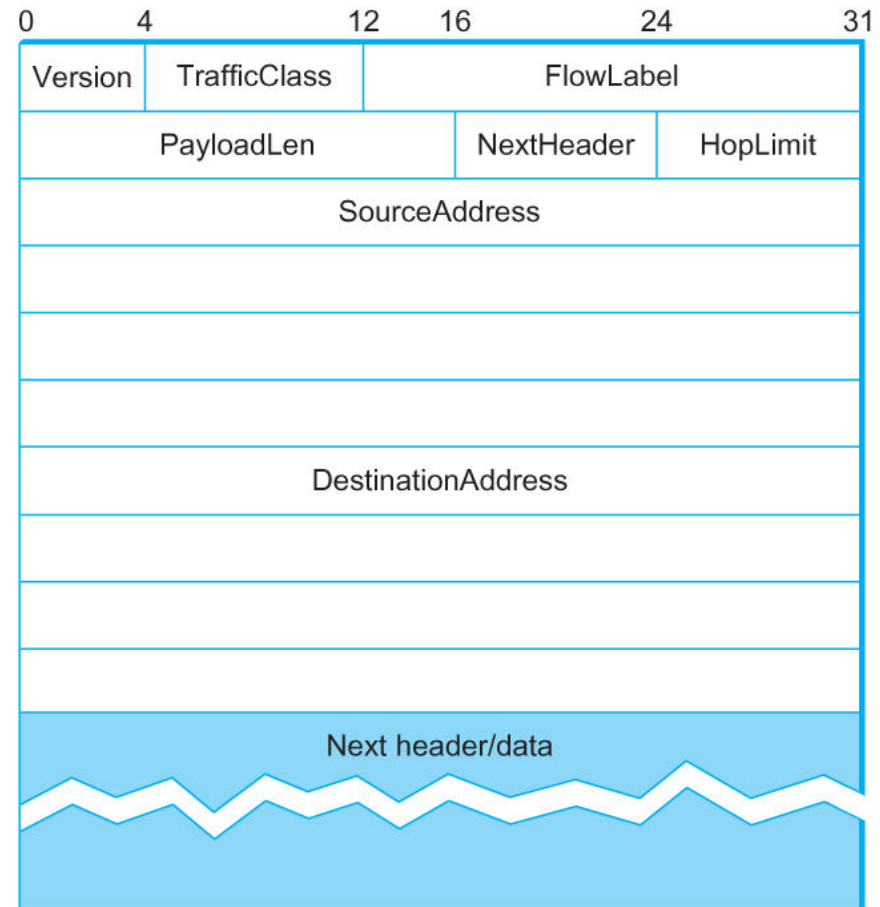 0 4 12 16 24 31
Version TrafficClass FlowLabel
PayloadLen NextHeader HopLimit
SourceAddress
DestinationAddress
Next header/data